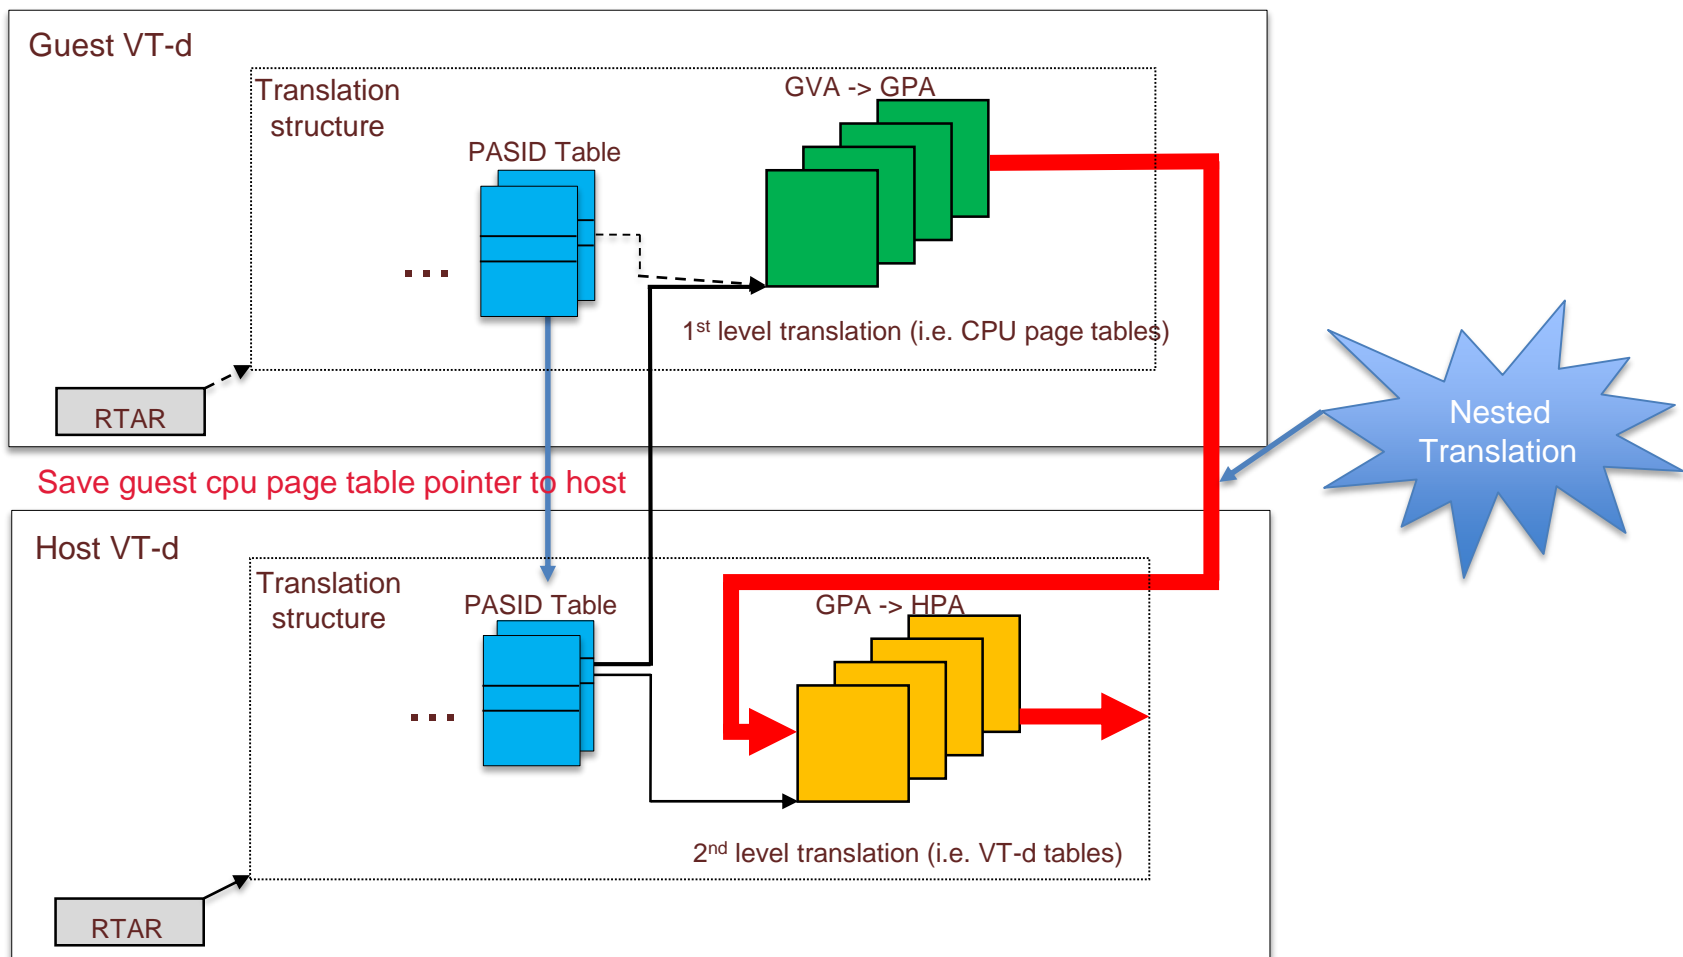 Guest VT-d
Translation
structure
GVA -> GPA
PASID Table
...
1st level translation (i.e. CPU page tables)
RTAR
Nested
Translation
Save guest cpu page table pointer to host
Host VT-d
Translation
structure
PASID Table
GPA -> HPA
...
2nd level translation (i.e. VT-d tables)
RTAR